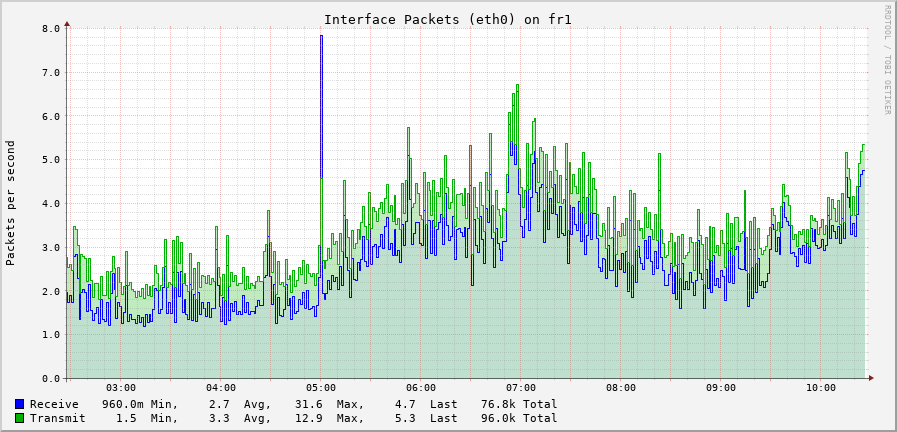 Interface Packets (eth0) on fr1
RRDTOOL / TOBI OETIKER
Packets per second
8.0
7.0
6.0
5.0
4.0
3.0
2.0
1.0
0.0
03:00 04:00 05:00 06:00 07:00 08:00 09:00 10:00
Receive 960.0m Min, 2.7 Avg, 31.6 Max, 4.7 Last 76.8k Total
Transmit 1.5 Min, 3.3 Avg, 12.9 Max, 5.3 Last 96.0k Total